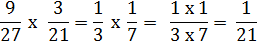 9/27 x 3/21 = 1/3 x 1/7 = 1 x 1/3 x 7 = 1/21